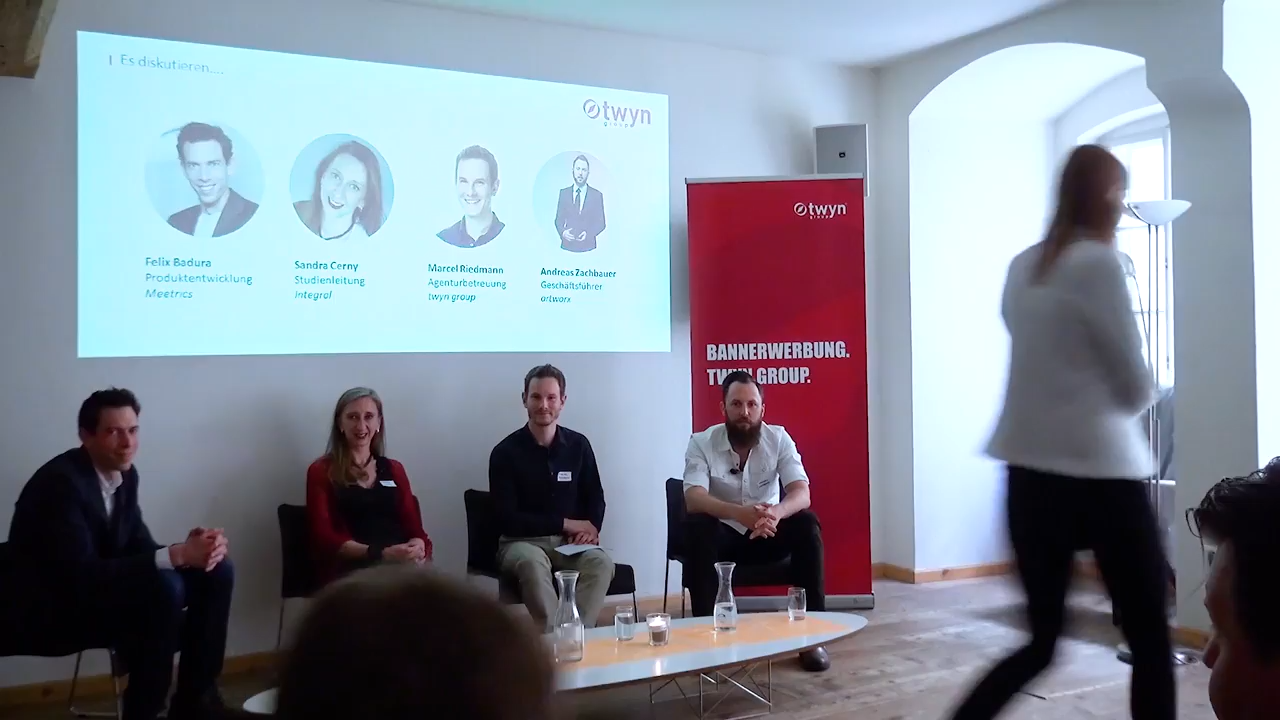 Es diskutieren....
twyn
group
Felix Badura
Produktentwicklung
Meetrics
Sandra Cerny
Studienleitung
Integral
Marcel Riedmann
Agenturbetreuung
twyn group
Andreas Zachbauer
Geschäftsführer
artworx
twyn
group
BANNERWERBUNG.
TWYN GROUP.